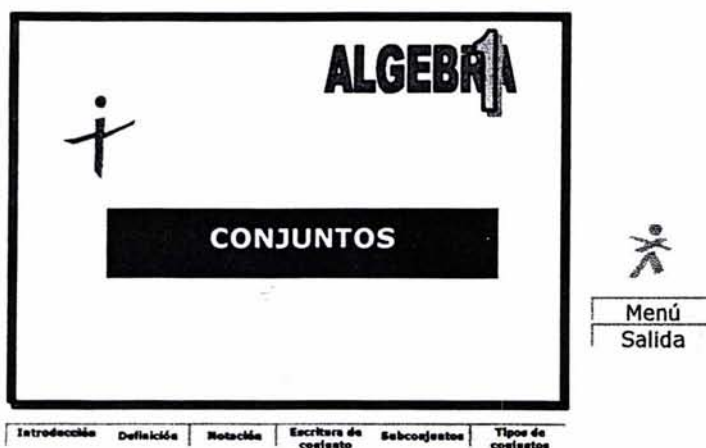 ALGEBRA 1
CONJUNTOS
Menú
Salida
Introducción Definición Notación Escritura de conjunto Subconjuntos Tipos de conjuntos